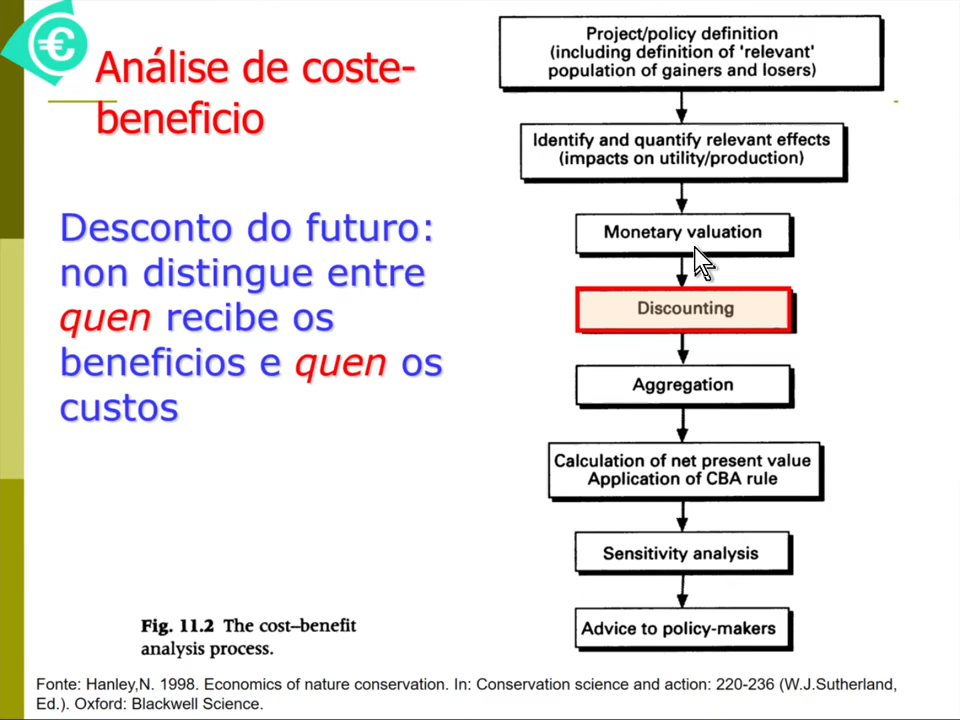 Análise de coste-
beneficio
Desconto do futuro:
non distingue entre
quen recibe os
beneficios e quen os
custos
Project/policy definition
(including definition of 'relevant'
population of gainers and losers)
Identify and quantify relevant effects
(impacts on utility/production)
Monetary valuation
Discounting
Aggregation
Calculation of net present value
Application of CBA rule
Sensitivity analysis
Advice to policy-makers
Fig. 11.2 The cost–benefit
analysis process.
Fonte: Hanley,N. 1998. Economics of nature conservation. In: Conservation science and action: 220-236 (W.J.Sutherland,
Ed.). Oxford: Blackwell Science.